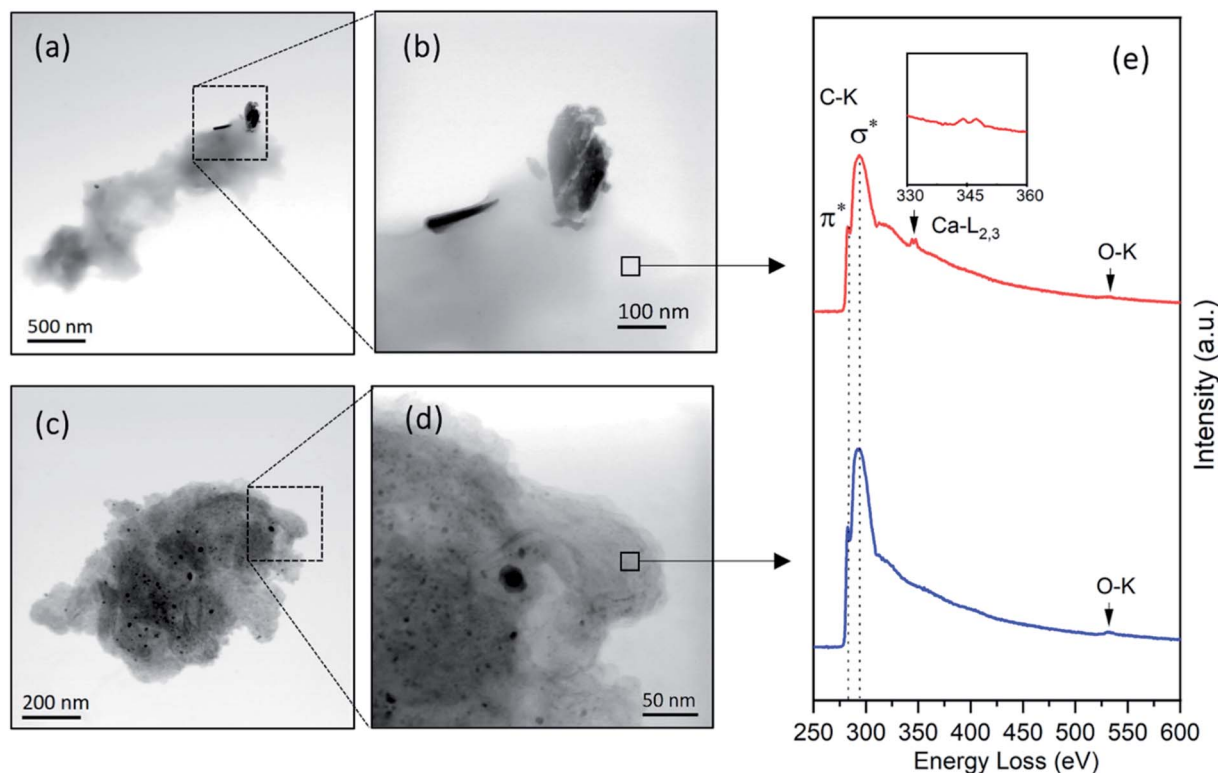 (a)
500 nm
(b)
100 nm
(c)
200 nm
(d)
50 nm
(e)
C-K
π*
σ*
330 345 360
Ca-L2,3
O-K
O-K
250 300 350 400 450 500 550 600
Energy Loss (eV)
Intensity (a.u.)